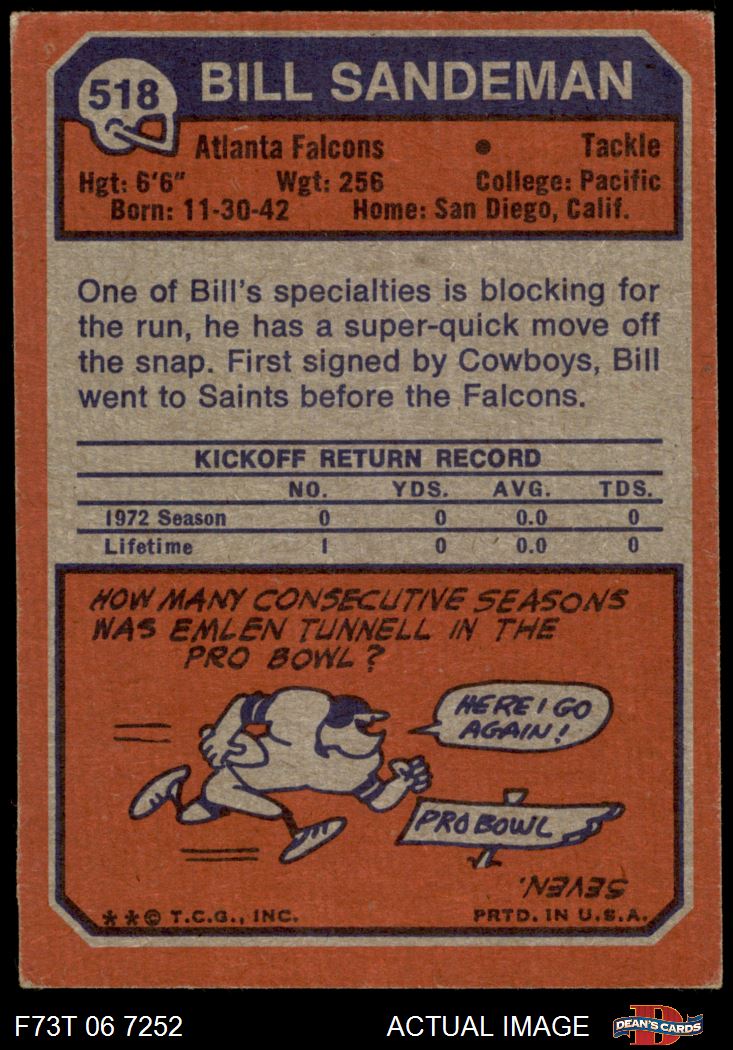 518
BILL SANDEMAN
Atlanta Falcons • Tackle
Hgt: 6'6" Wgt: 256 College: Pacific
Born: 11-30-42 Home: San Diego, Calif.
One of Bill's specialties is blocking for
the run, he has a super-quick move off
the snap. First signed by Cowboys, Bill
went to Saints before the Falcons.
KICKOFF RETURN RECORD
NO. YDS. AVG. TDS.
1972 Season 0 0 0.0 0
Lifetime 1 0 0.0 0
HOW MANY CONSECUTIVE SEASONS
WAS EMLEN TUNNELL IN THE
PRO BOWL?
HERE I GO
AGAIN!
PRO BOWL
SEVEN.
**© T.C.G., INC. PRTD. IN U.S.A.
F73T 06 7252 ACTUAL IMAGE
D
DEAN'S CARDS